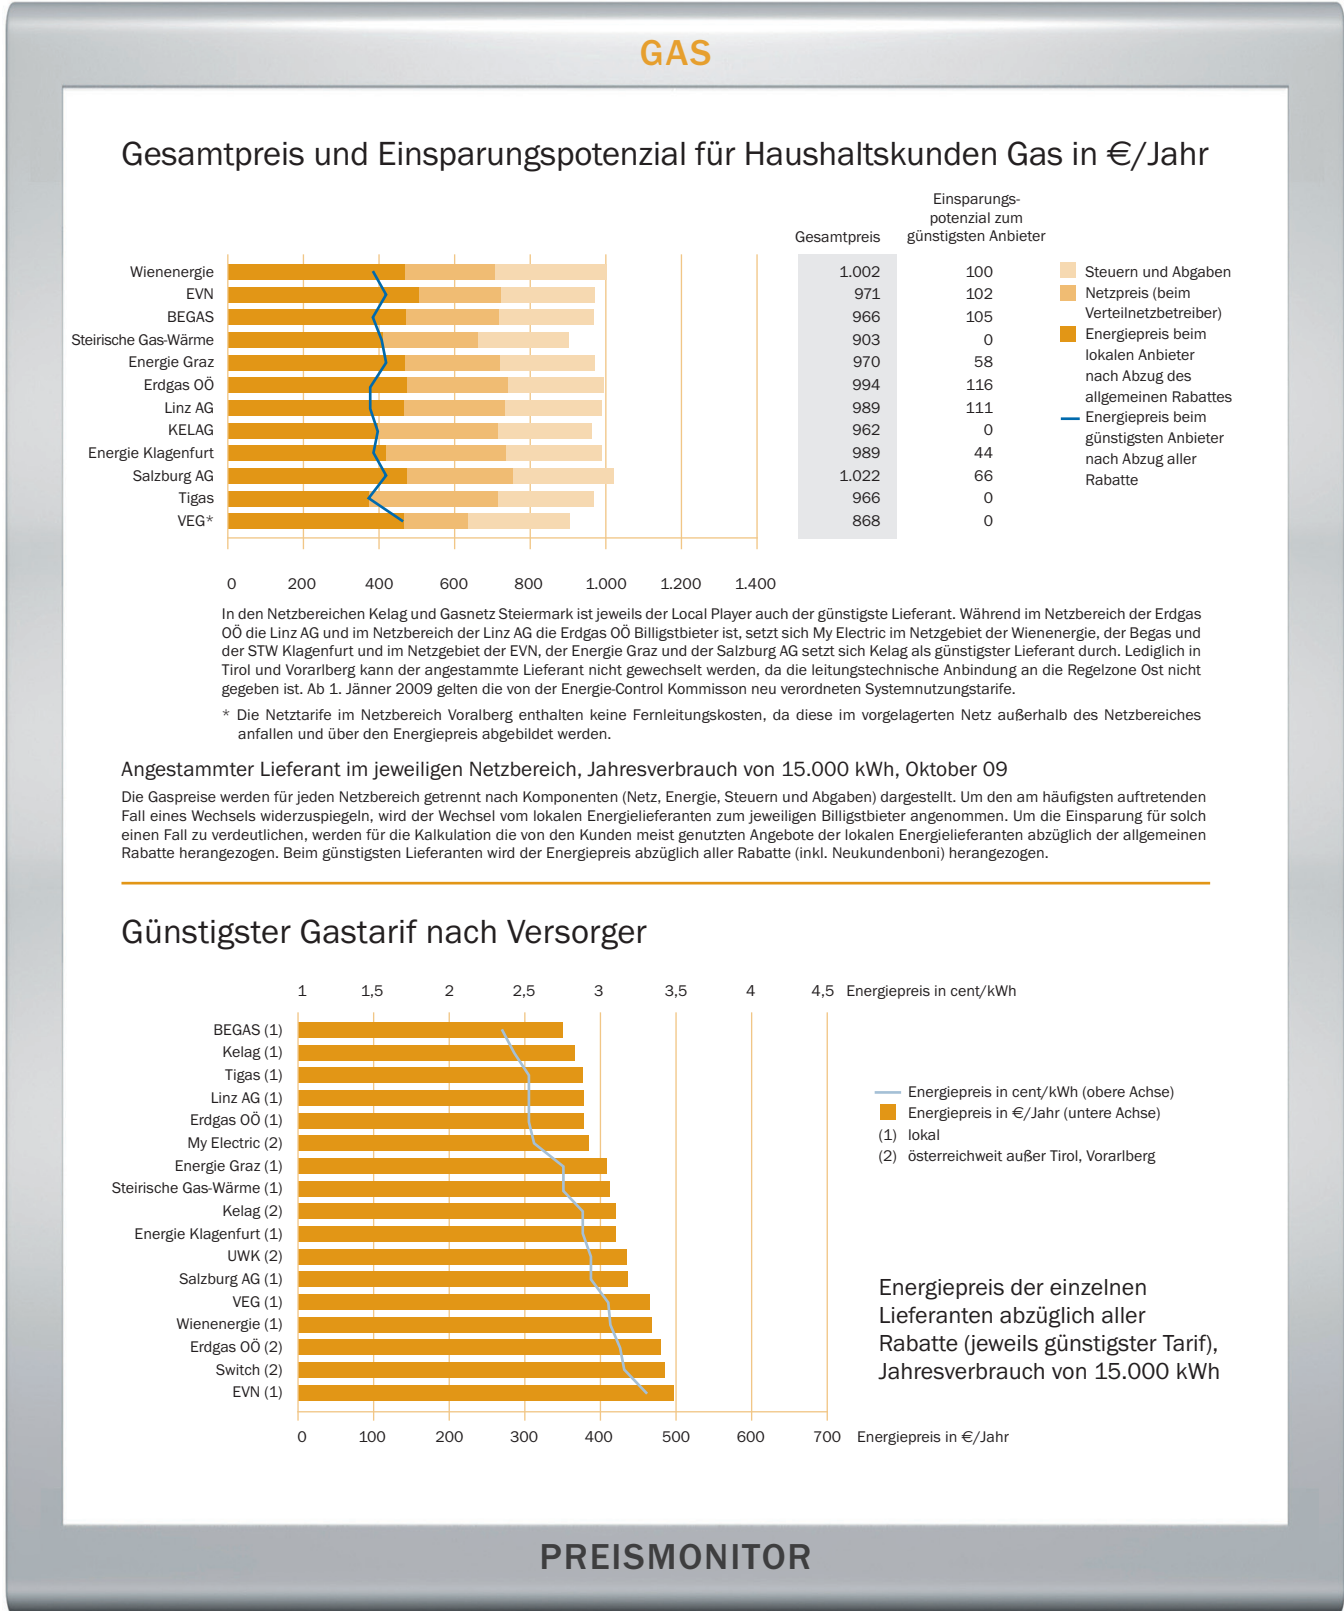 GAS
Gesamtpreis und Einsparungspotenzial für Haushaltskunden Gas in €/Jahr
Gesamtpreis
Einsparungs-
potenzial zum
günstigsten Anbieter
Wienenergie 1.002 100
EVN 971 102
BEGAS 966 105
Steirische Gas-Wärme 903 0
Energie Graz 970 58
Erdgas OÖ 994 116
Linz AG 989 111
KELAG 962 0
Energie Klagenfurt 989 44
Salzburg AG 1.022 66
Tigas 966 0
VEG* 868 0
Steuern und Abgaben
Netzpreis (beim
Verteilnetzbetreiber)
Energiepreis beim
lokalen Anbieter
nach Abzug des
allgemeinen Rabattes
Energiepreis beim
günstigsten Anbieter
nach Abzug aller
Rabatte
0 200 400 600 800 1.000 1.200 1.400
In den Netzbereichen Kelag und Gasnetz Steiermark ist jeweils der Local Player auch der günstigste Lieferant. Während im Netzbereich der Erdgas
OÖ die Linz AG und im Netzbereich der Linz AG die Erdgas OÖ Billigstbieter ist, setzt sich My Electric im Netzgebiet der Wienenergie, der Begas und
der STW Klagenfurt und im Netzgebiet der EVN, der Energie Graz und der Salzburg AG setzt sich Kelag als günstigster Lieferant durch. Lediglich in
Tirol und Vorarlberg kann der angestammte Lieferant nicht gewechselt werden, da die leitungstechnische Anbindung an die Regelzone Ost nicht
gegeben ist. Ab 1. Jänner 2009 gelten die von der Energie-Control Kommisson neu verordneten Systemnutzungstarife.
* Die Netztarife im Netzbereich Voralberg enthalten keine Fernleitungskosten, da diese im vorgelagerten Netz außerhalb des Netzbereiches
anfallen und über den Energiepreis abgebildet werden.
Angestammter Lieferant im jeweiligen Netzbereich, Jahresverbrauch von 15.000 kWh, Oktober 09
Die Gaspreise werden für jeden Netzbereich getrennt nach Komponenten (Netz, Energie, Steuern und Abgaben) dargestellt. Um den am häufigsten auftretenden
Fall eines Wechsels widerzuspiegeln, wird der Wechsel vom lokalen Energielieferanten zum jeweiligen Billigstbieter angenommen. Um die Einsparung für solch
einen Fall zu verdeutlichen, werden für die Kalkulation die von den Kunden meist genutzten Angebote der lokalen Energielieferanten abzüglich der allgemeinen
Rabatte herangezogen. Beim günstigsten Lieferanten wird der Energiepreis abzüglich aller Rabatte (inkl. Neukundenboni) herangezogen.
Günstigster Gastarif nach Versorger
1 1,5 2 2,5 3 3,5 4 4,5 Energiepreis in cent/kWh
BEGAS (1)
Kelag (1)
Tigas (1)
Linz AG (1)
Erdgas OÖ (1)
My Electric (2)
Energie Graz (1)
Steirische Gas-Wärme (1)
Kelag (2)
Energie Klagenfurt (1)
UWK (2)
Salzburg AG (1)
VEG (1)
Wienenergie (1)
Erdgas OÖ (2)
Switch (2)
EVN (1)
0 100 200 300 400 500 600 700 Energiepreis in €/Jahr
Energiepreis in cent/kWh (obere Achse)
Energiepreis in €/Jahr (untere Achse)
(1) lokal
(2) österreichweit außer Tirol, Vorarlberg
Energiepreis der einzelnen
Lieferanten abzüglich aller
Rabatte (jeweils günstigster Tarif),
Jahresverbrauch von 15.000 kWh
PREISMONITOR